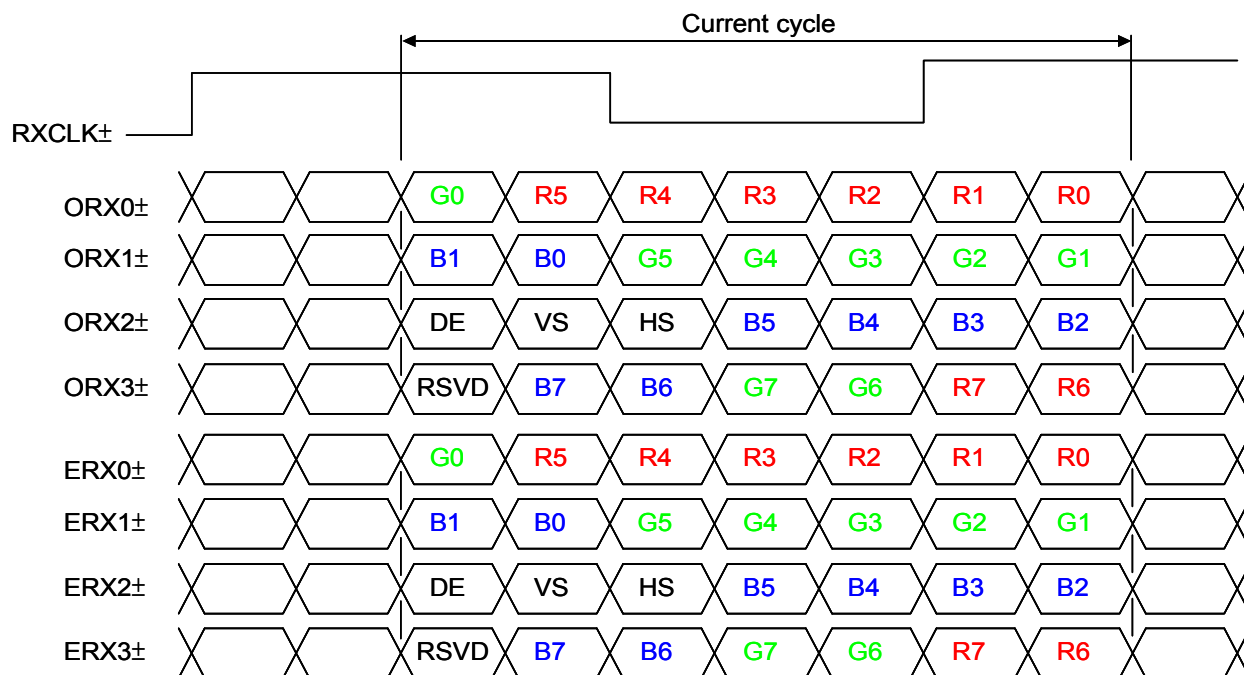 Current cycle
RXCLK±
ORX0± G0 R5 R4 R3 R2 R1 R0
ORX1± B1 B0 G5 G4 G3 G2 G1
ORX2± DE VS HS B5 B4 B3 B2
ORX3± RSVD B7 B6 G7 G6 R7 R6
ERX0± G0 R5 R4 R3 R2 R1 R0
ERX1± B1 B0 G5 G4 G3 G2 G1
ERX2± DE VS HS B5 B4 B3 B2
ERX3± RSVD B7 B6 G7 G6 R7 R6